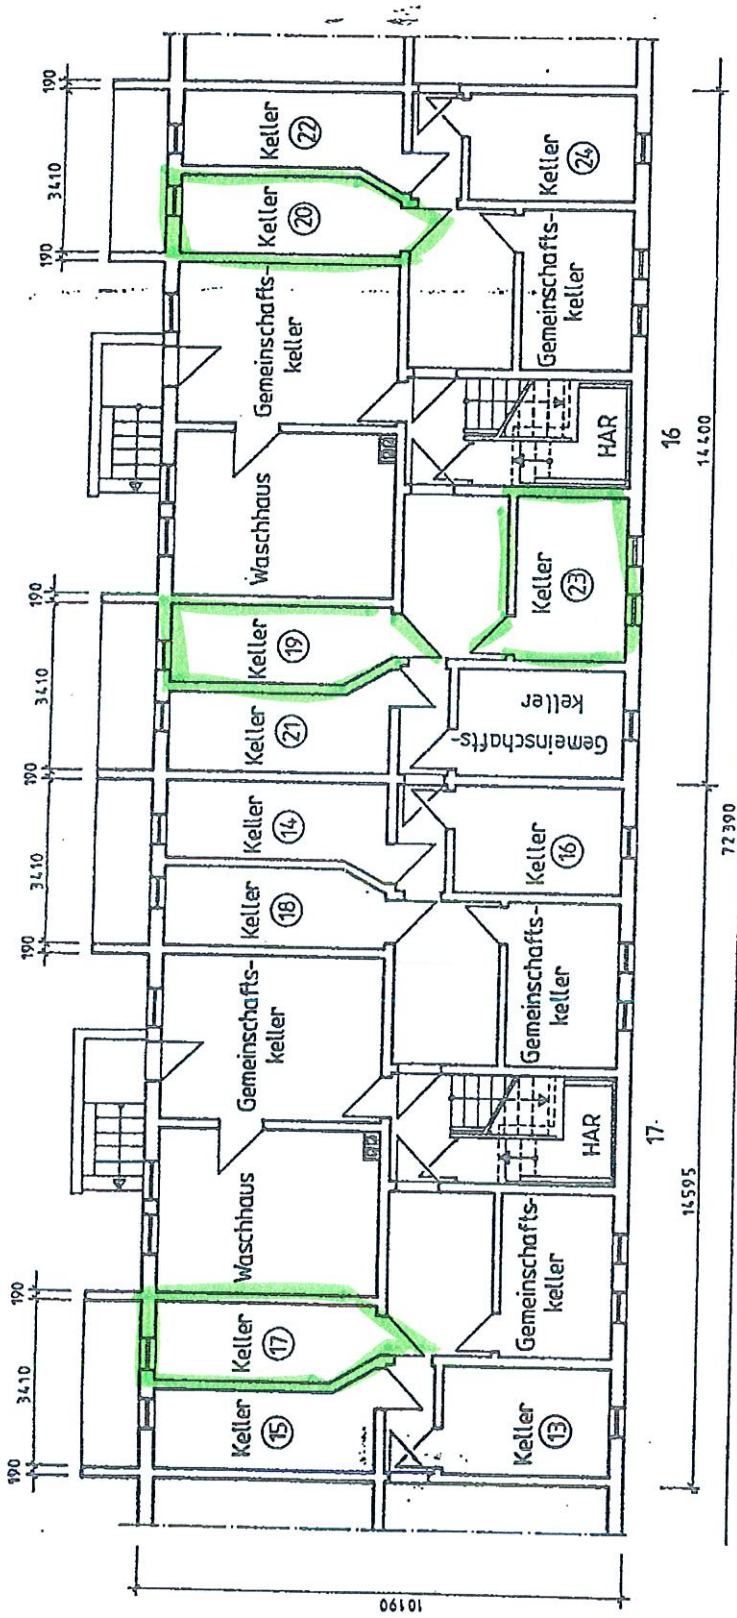 190
3410
190
190
3410
190
3410
190
190
3410
190
Keller
15
Keller
17
Waschhaus
Gemeinschafts-
keller
Keller
18
Keller
14
Keller
21
Keller
19
Waschhaus
Gemeinschafts-
keller
Keller
20
Keller
22
Keller
13
Gemeinschafts-
keller
HAR
Gemeinschafts-
keller
Keller
16
Gemeinschafts-
keller
Keller
23
HAR
Gemeinschafts-
keller
Keller
24
10190
17.
16
14595
14400
72390